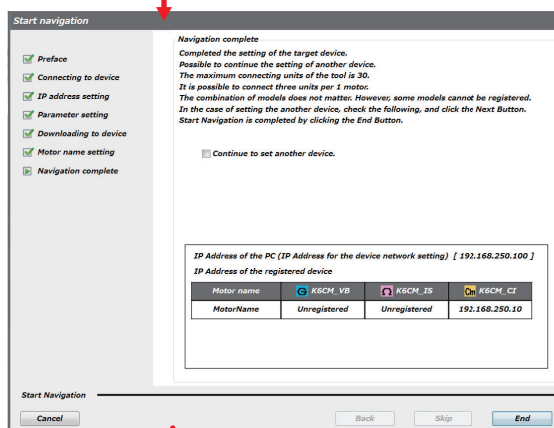 Start navigation
Preface
Connecting to device
IP address setting
Parameter setting
Downloading to device
Motor name setting
Navigation complete
Navigation complete
Completed the setting of the target device.
Possible to continue the setting of another device.
The maximum connecting units of the tool is 30.
It is possible to connect three units per 1 motor.
The combination of models does not matter. However, some models cannot be registered.
In the case of setting the another device, check the following, and click the Next Button.
Start Navigation is completed by clicking the End Button.
Continue to set another device.
IP Address of the PC (IP Address for the device network setting) [ 192.168.250.100 ]
IP Address of the registered device
Motor name G K6CM_VB Ω K6CM_IS Cm K6CM_CI
MotorName Unregistered Unregistered 192.168.250.10
Start Navigation
Cancel Back Skip End